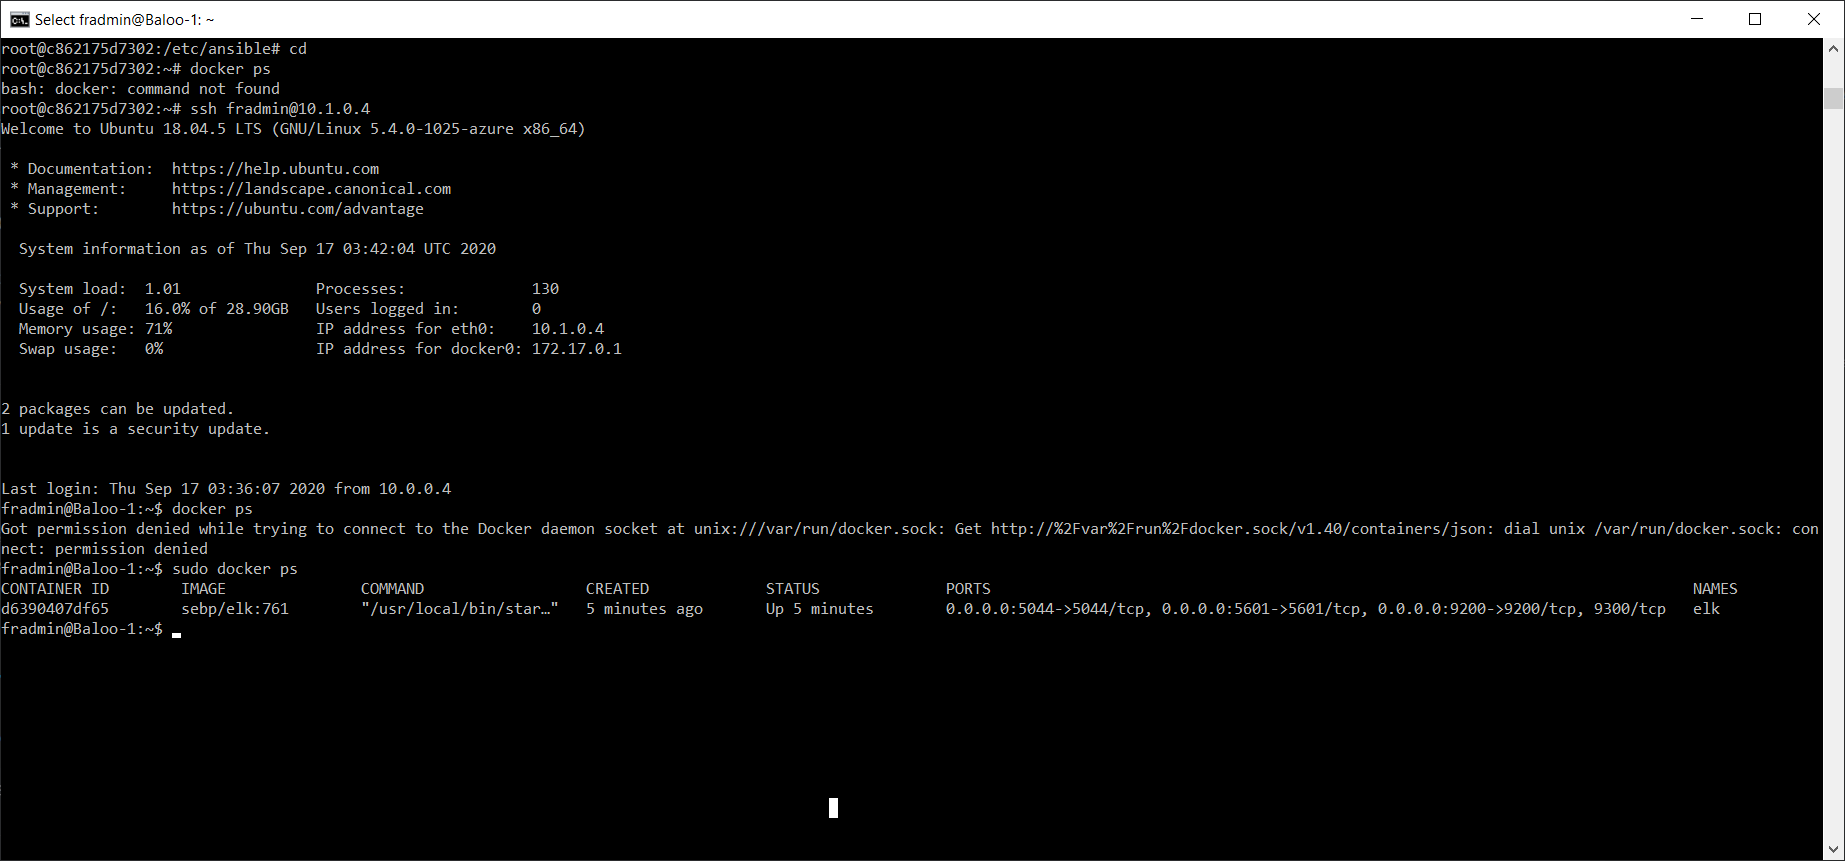 Select fradmin@Baloo-1: ~
root@c862175d7302:/etc/ansible# cd
root@c862175d7302:~# docker ps
bash: docker: command not found
root@c862175d7302:~# ssh fradmin@10.1.0.4
Welcome to Ubuntu 18.04.5 LTS (GNU/Linux 5.4.0-1025-azure x86_64)
* Documentation:  https://help.ubuntu.com
* Management:     https://landscape.canonical.com
* Support:        https://ubuntu.com/advantage
System information as of Thu Sep 17 03:42:04 UTC 2020
System load:  1.01               Processes:              130
Usage of /:   16.0% of 28.90GB   Users logged in:        0
Memory usage: 71%                IP address for eth0:    10.1.0.4
Swap usage:   0%                 IP address for docker0: 172.17.0.1
2 packages can be updated.
1 update is a security update.
Last login: Thu Sep 17 03:36:07 2020 from 10.0.0.4
fradmin@Baloo-1:~$ docker ps
Got permission denied while trying to connect to the Docker daemon socket at unix:///var/run/docker.sock: Get http://%2Fvar%2Frun%2Fdocker.sock/v1.40/containers/json: dial unix /var/run/docker.sock: con
nect: permission denied
fradmin@Baloo-1:~$ sudo docker ps
CONTAINER ID        IMAGE               COMMAND                  CREATED             STATUS              PORTS                                                                              NAMES
d6390407df65        sebp/elk:761        "/usr/local/bin/star…"   5 minutes ago       Up 5 minutes        0.0.0.0:5044->5044/tcp, 0.0.0.0:5601->5601/tcp, 0.0.0.0:9200->9200/tcp, 9300/tcp   elk
fradmin@Baloo-1:~$